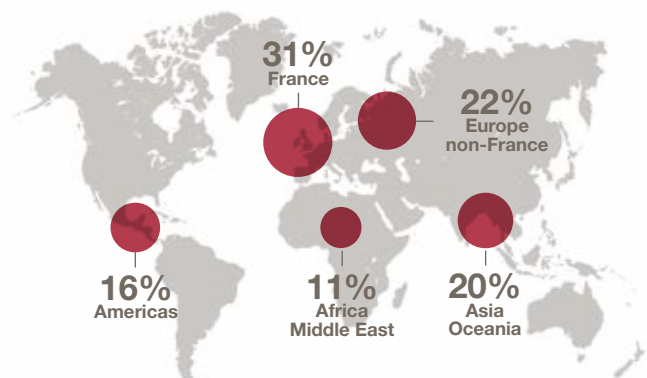 31%
France
22%
Europe
non-France
16%
Americas
11%
Africa
Middle East
20%
Asia
Oceania